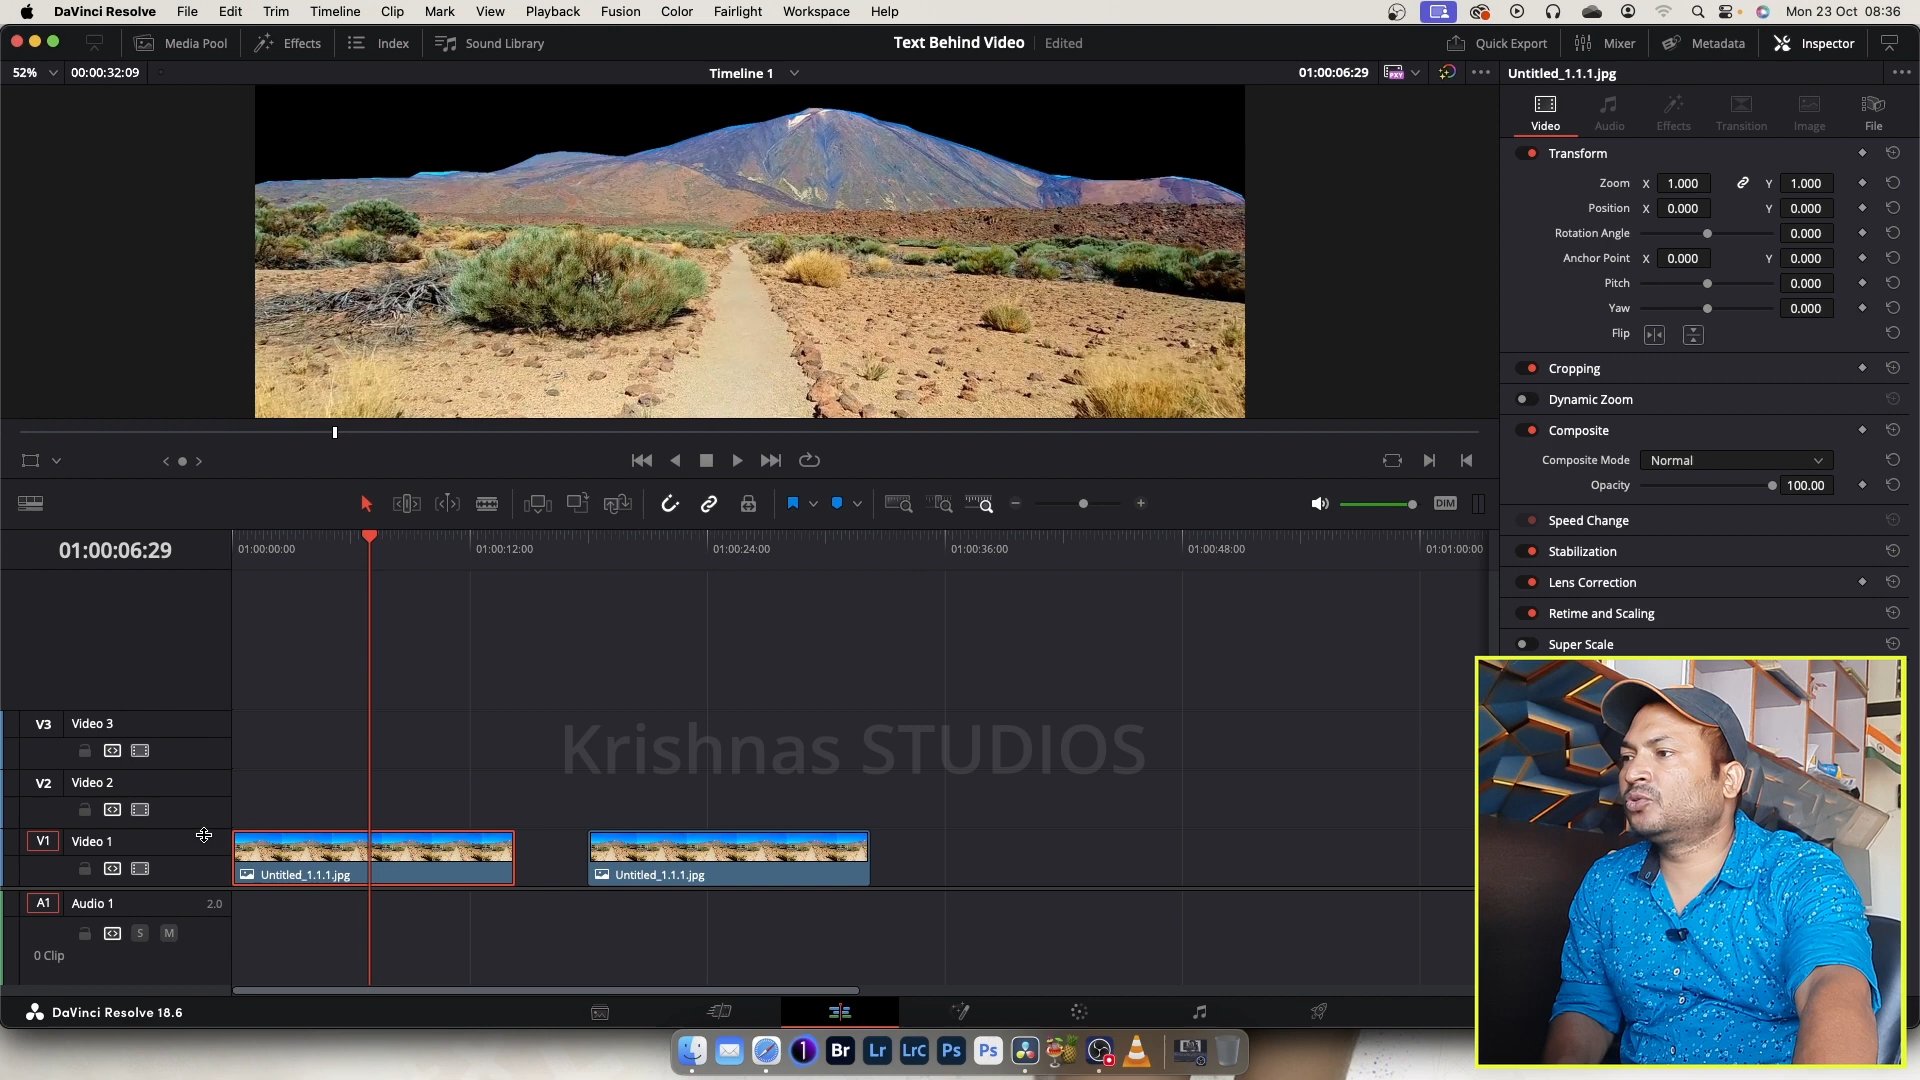 DaVinci Resolve File Edit Trim Timeline Clip Mark View Playback Fusion Color Fairlight Workspace Help Mon 23 Oct 08:36
Media Pool Effects Index Sound Library Text Behind Video Edited Quick Export Mixer Metadata Inspector
52% 00:00:32:09 Timeline 1 01:00:06:29 PXY Untitled_1.1.1.jpg
Video Audio Effects Transition Image File
Transform
Zoom X 1.000 Y 1.000
Position X 0.000 Y 0.000
Rotation Angle 0.000
Anchor Point X 0.000 Y 0.000
Pitch 0.000
Yaw 0.000
Flip
Cropping
Dynamic Zoom
Composite
Composite Mode Normal
Opacity 100.00
Speed Change
Stabilization
Lens Correction
Retime and Scaling
Super Scale
DIM
01:00:06:29 01:00:00:00 01:00:12:00 01:00:24:00 01:00:36:00 01:00:48:00 01:01:00:00
V3 Video 3
Krishnas STUDIOS
V2 Video 2
V1 Video 1
Untitled_1.1.1.jpg Untitled_1.1.1.jpg
A1 Audio 1 2.0
S M
0 Clip
DaVinci Resolve 18.6
1 Br Lr LrC Ps Ps